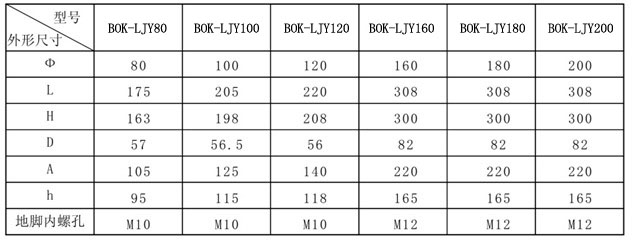 型号 BOK-LJY80 BOK-LJY100 BOK-LJY120 BOK-LJY160 BOK-LJY180 BOK-LJY200
外形尺寸
Φ 80 100 120 160 180 200
L 175 205 220 308 308 308
H 163 198 208 300 300 300
D 57 56.5 56 82 82 82
A 105 125 140 220 220 220
h 95 115 118 165 165 165
地脚内螺孔 M10 M10 M10 M12 M12 M12